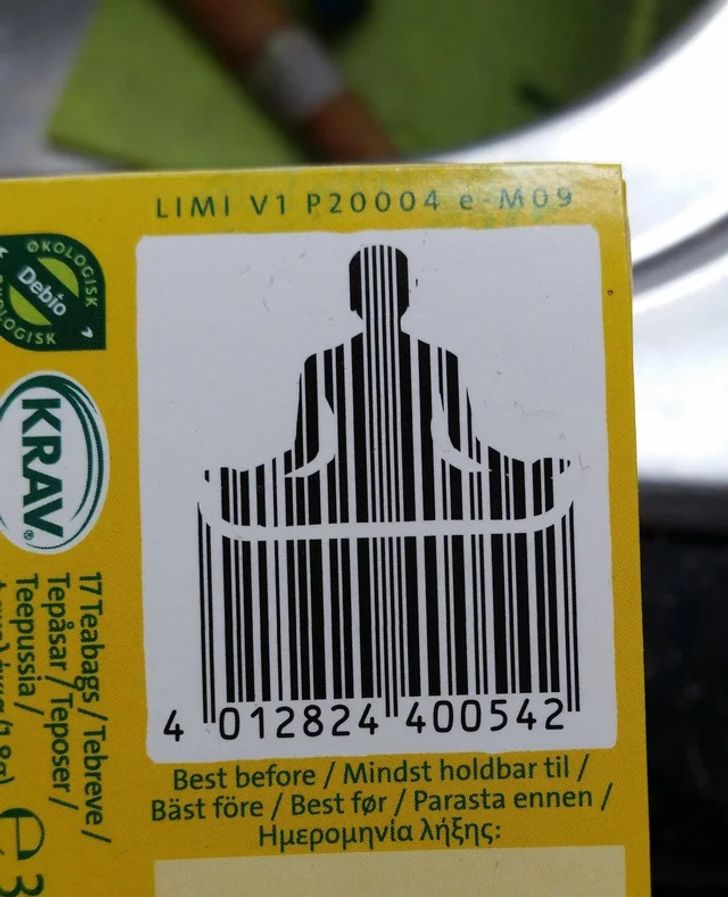 LIMI V1 P20004 e-M09
ØKOLOGISK
Debio
KRAV®
17 Teabags / Tebreve /
Tepåsar / Teposer /
Teepussia /
4 012824 400542
Best before / Mindst holdbar til /
Bäst före / Best før / Parasta ennen /
Ημερομηνία λήξης: